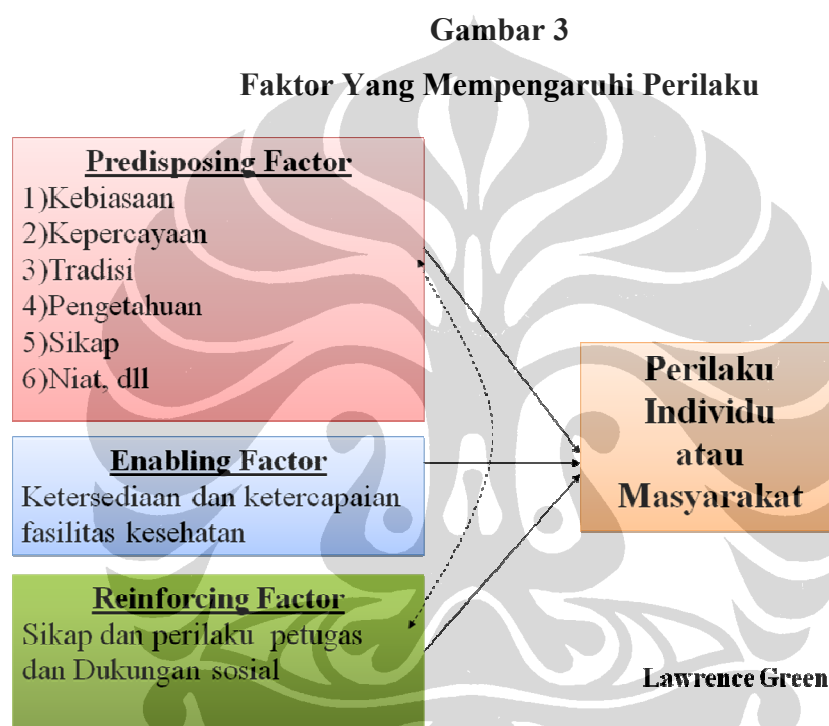 Gambar 3
Faktor Yang Mempengaruhi Perilaku
Predisposing Factor
1)Kebiasaan
2)Kepercayaan
3)Tradisi
4)Pengetahuan
5)Sikap
6)Niat, dll
Enabling Factor
Ketersediaan dan ketercapaian
fasilitas kesehatan
Reinforcing Factor
Sikap dan perilaku petugas
dan Dukungan sosial
Perilaku
Individu
atau
Masyarakat
Lawrence Green